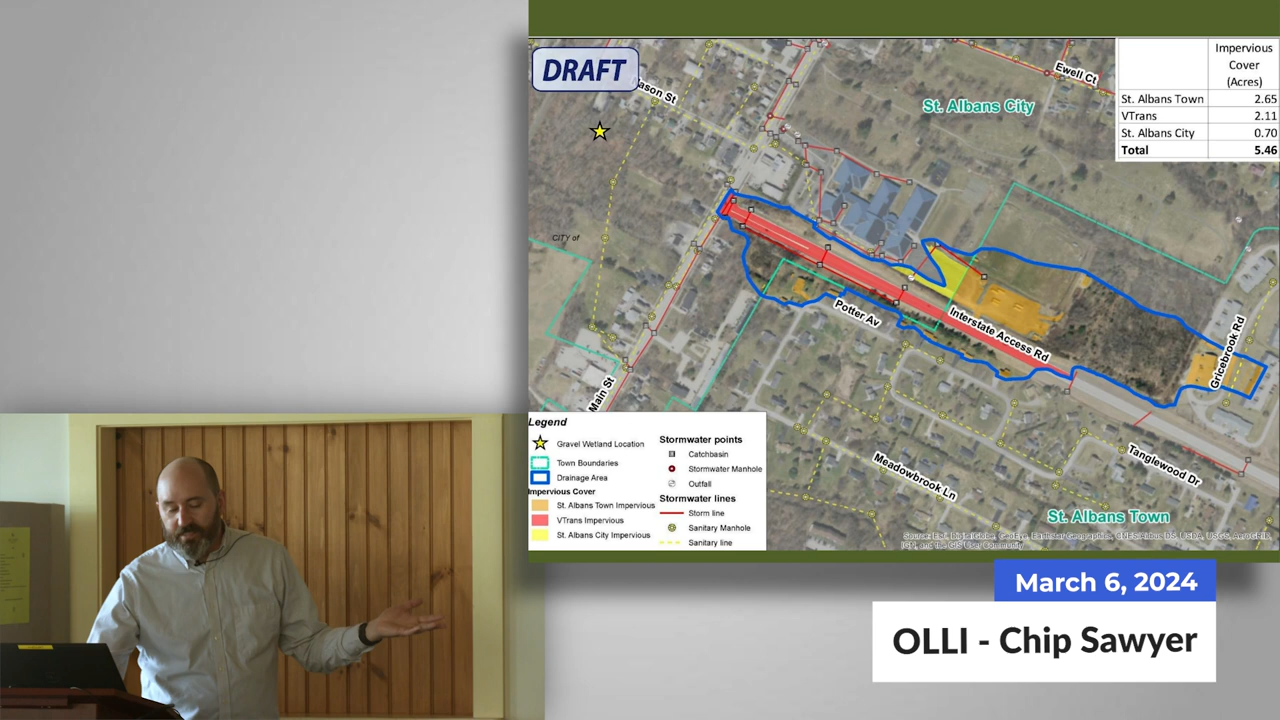 DRAFT
Ewell Ct
St. Albans City
CITY of
Potter Av
Interstate Access Rd
Gricebrook Rd
Main St
Meadowbrook Ln
Tanglewood Dr
St. Albans Town
Impervious
Cover
(Acres)
St. Albans Town 2.65
VTrans 2.11
St. Albans City 0.70
Total 5.46
Legend
Gravel Wetland Location
Town Boundaries
Drainage Area
Impervious Cover
St. Albans Town Impervious
VTrans Impervious
St. Albans City Impervious
Stormwater points
Catchbasin
Stormwater Manhole
Outfall
Stormwater lines
Storm line
Sanitary Manhole
Sanitary line
March 6, 2024
OLLI - Chip Sawyer